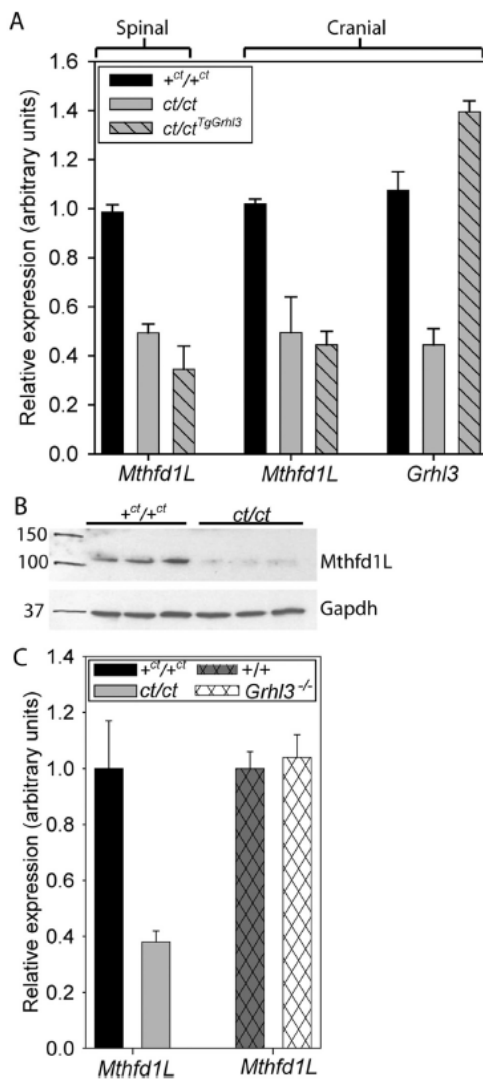 A
Spinal
Cranial
Relative expression (arbitrary units)
1.6
1.4
1.2
1.0
0.8
0.6
0.4
0.2
0.0
+ct/+ct
ct/ct
ct/ctTgGrhl3
Mthfd1L
Mthfd1L
Grhl3
B
+ct/+ct
ct/ct
150
100
Mthfd1L
37
Gapdh
C
Relative expression (arbitrary units)
1.4
1.2
1.0
0.8
0.6
0.4
0.2
0.0
+ct/+ct
+/+
ct/ct
Grhl3-/-
Mthfd1L
Mthfd1L